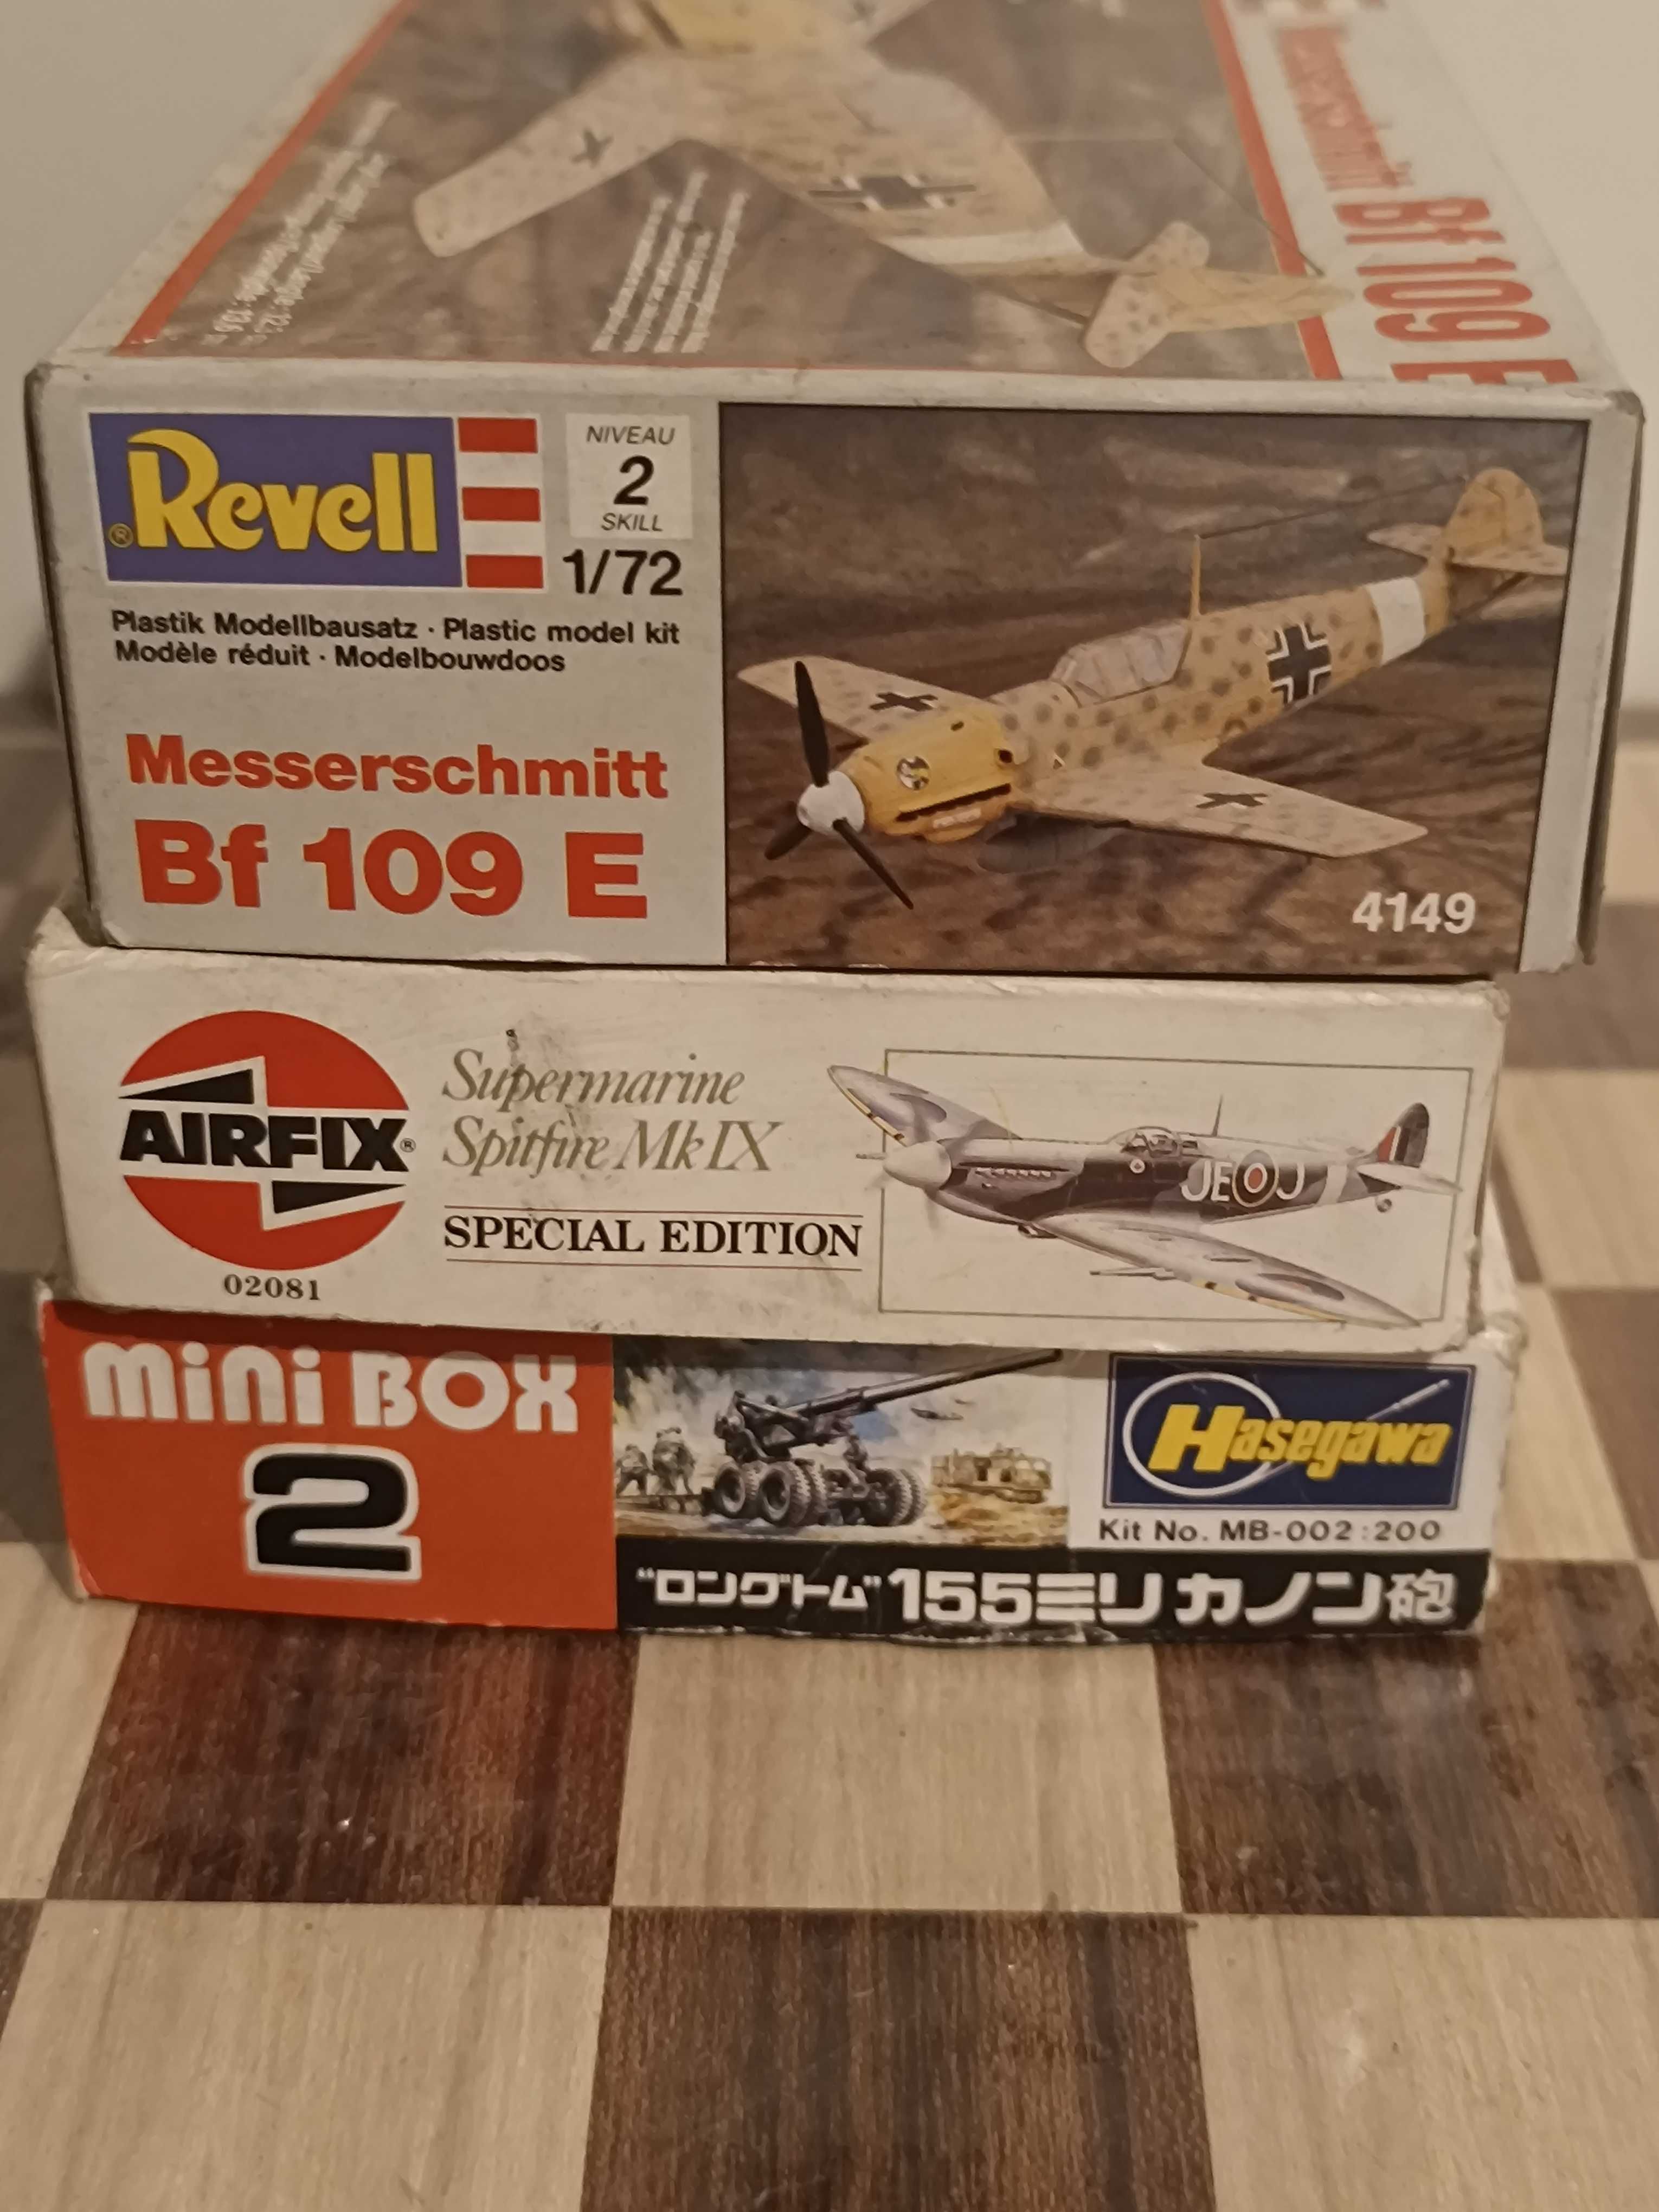 Messerschmitt Bf 109 E
Revell
®
NIVEAU
2
SKILL
1/72
Plastik Modellbausatz · Plastic model kit
Modèle réduit · Modelbouwdoos
Messerschmitt
Bf 109 E
4149
AIRFIX®
02081
Supermarine
Spitfire Mk IX
SPECIAL EDITION
JE J
mini BOX
2
Hasegawa
Kit No. MB-002:200
“ロングトム”155ミリカノン砲